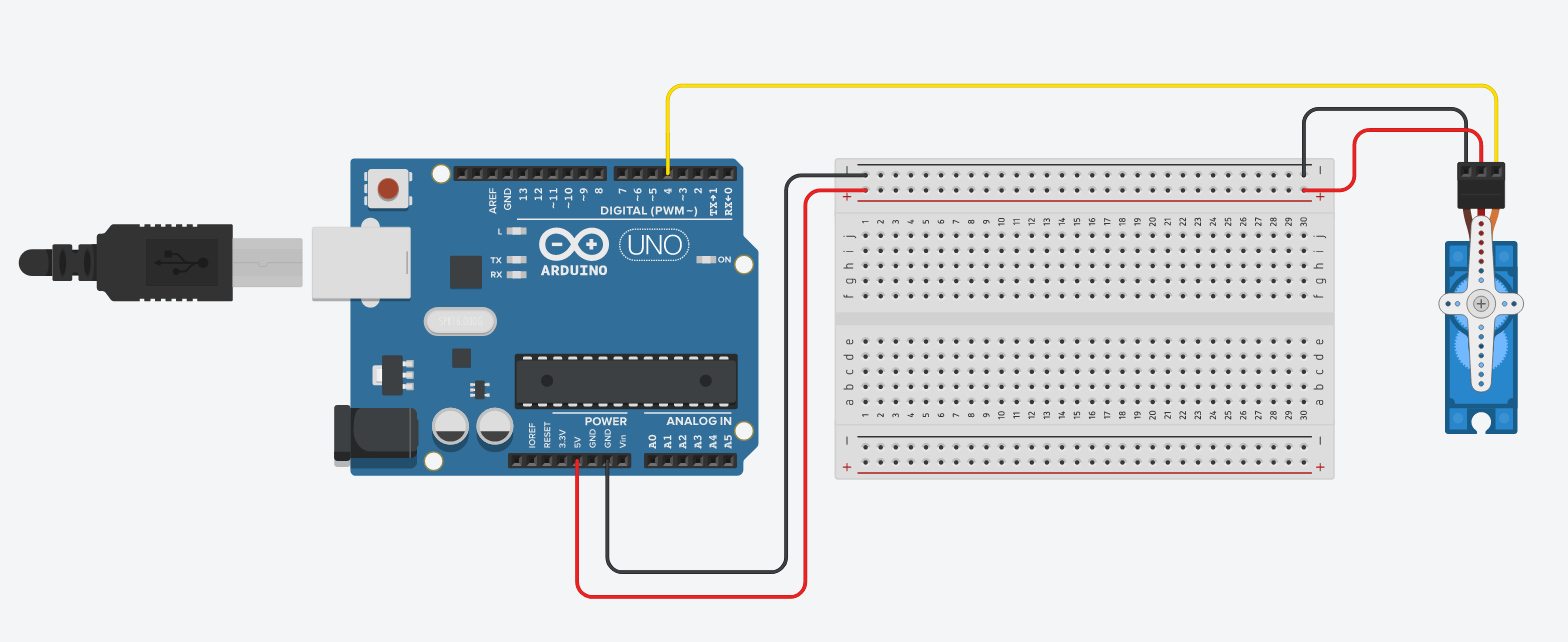 AREF
GND
13
12
~11
~10
~9
8
7
~6
~5
4
~3
2
TX→1
RX←0
DIGITAL (PWM ~)
L
TX
RX
ARDUINO
UNO
ON
POWER
ANALOG IN
IOREF
RESET
3.3V
5V
GND
GND
Vin
A0
A1
A2
A3
A4
A5
− −
+ +
1 2 3 4 5 6 7 8 9 10 11 12 13 14 15 16 17 18 19 20 21 22 23 24 25 26 27 28 29 30
j j
i i
h h
g g
f f
e e
d d
c c
b b
a a
1 2 3 4 5 6 7 8 9 10 11 12 13 14 15 16 17 18 19 20 21 22 23 24 25 26 27 28 29 30
− −
+ +